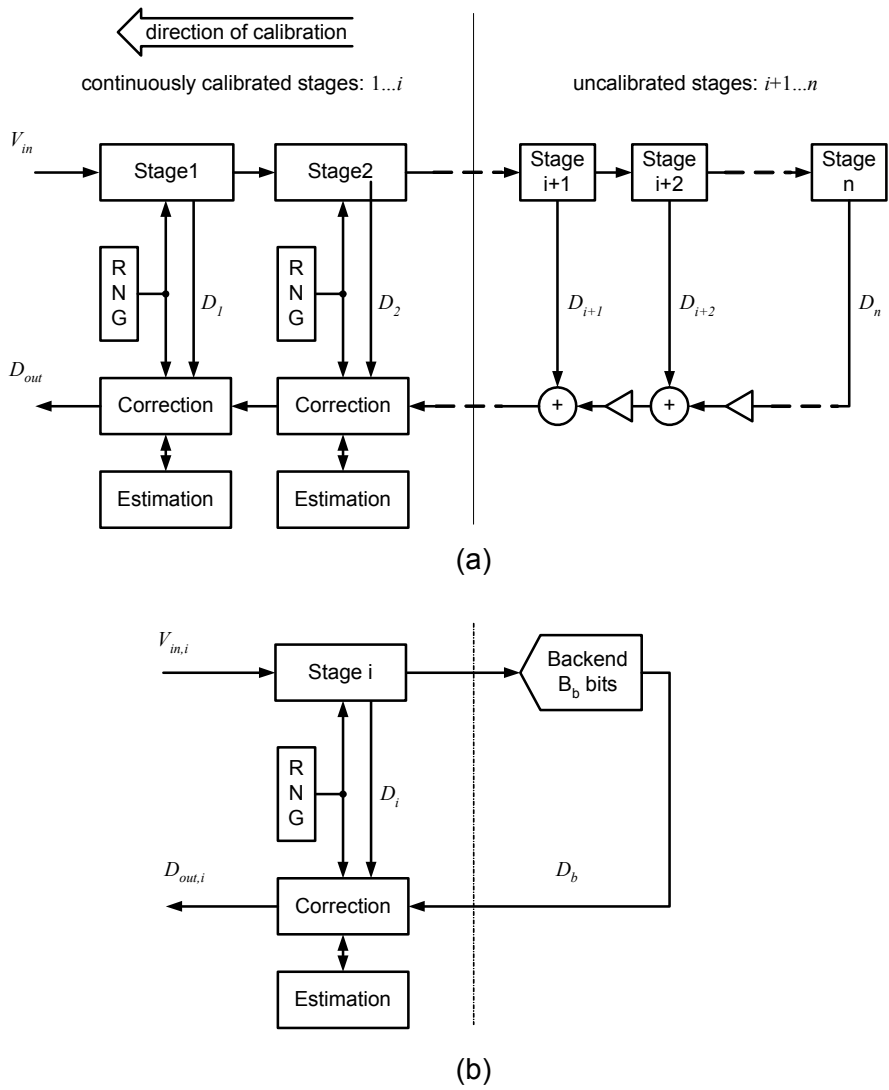 direction of calibration
continuously calibrated stages: 1...i
uncalibrated stages: i+1...n
V_in
Stage1
Stage2
Stage
i+1
Stage
i+2
Stage
n
R
N
G
D_1
R
N
G
D_2
D_i+1
D_i+2
D_n
D_out
Correction
Correction
+
+
Estimation
Estimation
(a)
V_in,i
Stage i
Backend
B_b bits
R
N
G
D_i
D_out,i
Correction
D_b
Estimation
(b)